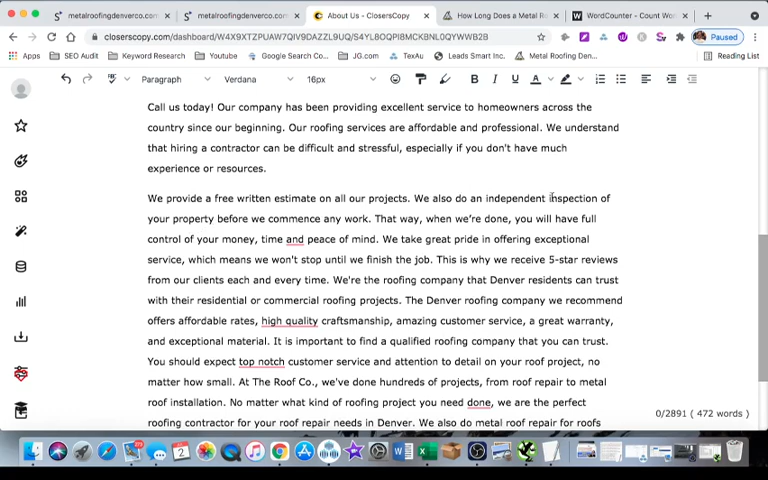 metalroofingdenverco.com/
metalroofingdenverco.com/
About Us - ClosersCopy
How Long Does a Metal R
WordCounter - Count Wor
closerscopy.com/dashboard/W4X9XTZPUAW7QIV9DAZZL9UQ/S4YL8OQPI8MCKBNL0QYWWB2B
Paused
Apps
SEO Audit
Keyword Research
Youtube
Google Search Co...
JG.com
TexAu
Leads Smart - I...
Metal Roofing Den...
Reading List
Paragraph
Verdana
16px
B
I
U
A
Call us today! Our company has been providing excellent service to homeowners across the
country since our beginning. Our roofing services are affordable and professional. We understand
that hiring a contractor can be difficult and stressful, especially if you don't have much
experience or resources.
We provide a free written estimate on all our projects. We also do an independent inspection of
your property before we commence any work. That way, when we're done, you will have full
control of your money, time and peace of mind. We take great pride in offering exceptional
service, which means we won't stop until we finish the job. This is why we receive 5-star reviews
from our clients each and every time. We're the roofing company that Denver residents can trust
with their residential or commercial roofing projects. The Denver roofing company we recommend
offers affordable rates, high quality craftsmanship, amazing customer service, a great warranty,
and exceptional material. It is important to find a qualified roofing company that you can trust.
You should expect top notch customer service and attention to detail on your roof project, no
matter how small. At The Roof Co., we've done hundreds of projects, from roof repair to metal
roof installation. No matter what kind of roofing project you need done, we are the perfect
0/2891 ( 472 words )
roofing contractor for your roof repair needs in Denver. We also do metal roof repair for roofs